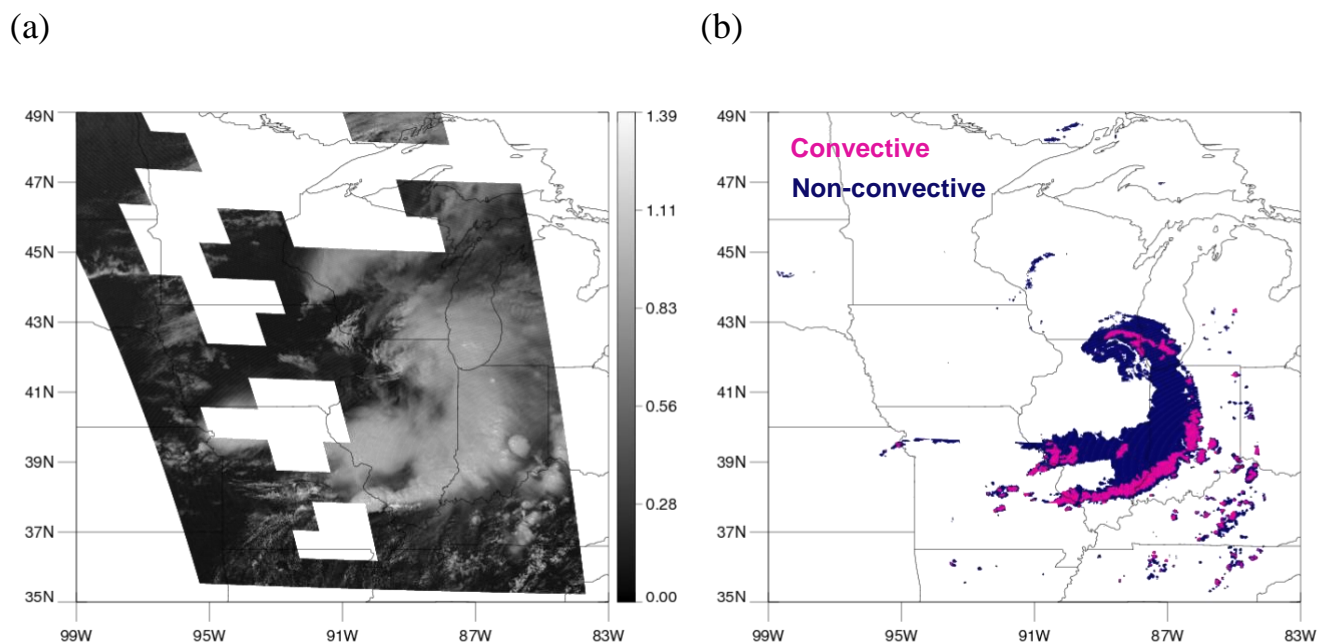 (a)
(b)
49N
47N
45N
43N
41N
39N
37N
35N
99W 95W 91W 87W 83W
1.39
1.11
0.83
0.56
0.28
0.00
49N
47N
45N
43N
41N
39N
37N
35N
99W 95W 91W 87W 83W
Convective
Non-convective